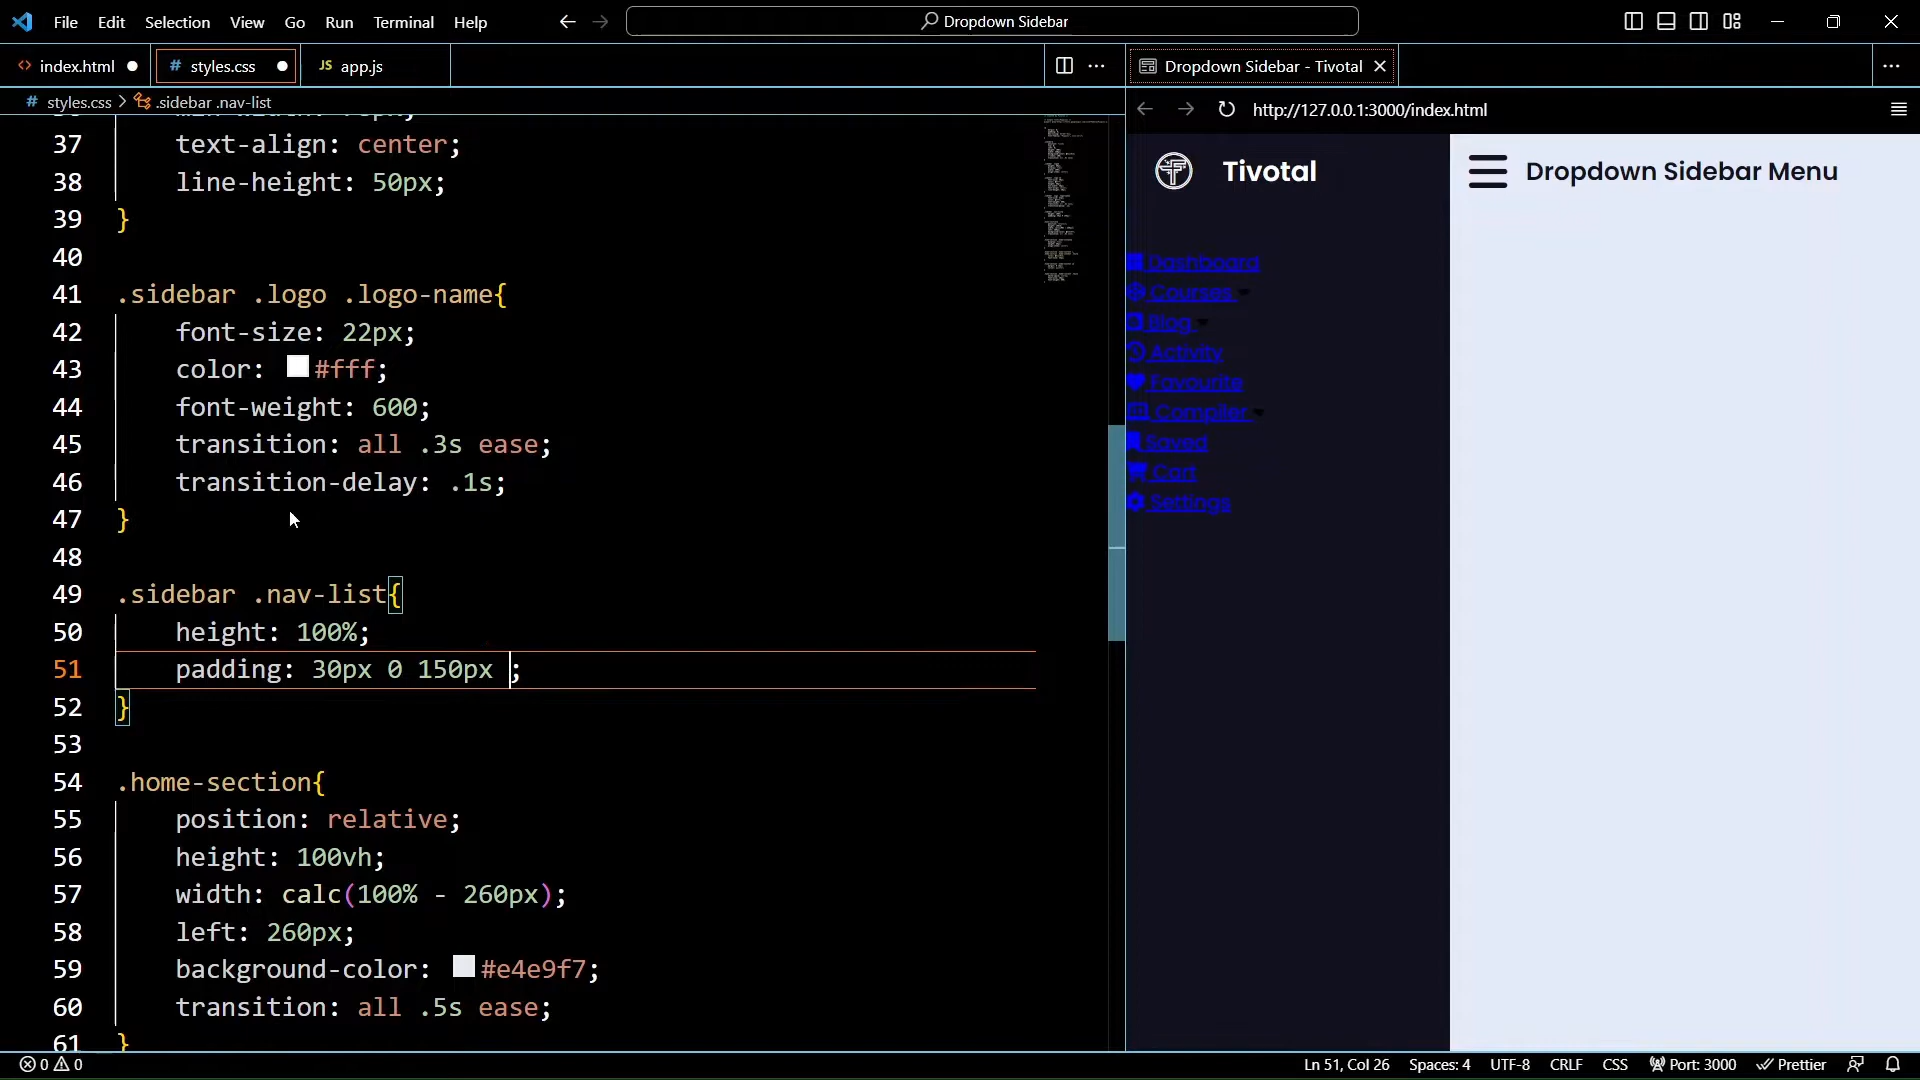 File Edit Selection View Go Run Terminal Help
Dropdown Sidebar
<> index.html
# styles.css
JS app.js
Dropdown Sidebar - Tivotal
# styles.css > .sidebar .nav-list
http://127.0.0.1:3000/index.html
37 text-align: center;
38 line-height: 50px;
39 }
40
41 .sidebar .logo .logo-name{
42 font-size: 22px;
43 color: #fff;
44 font-weight: 600;
45 transition: all .3s ease;
46 transition-delay: .1s;
47 }
48
49 .sidebar .nav-list{
50 height: 100%;
51 padding: 30px 0 150px ;
52 }
53
54 .home-section{
55 position: relative;
56 height: 100vh;
57 width: calc(100% - 260px);
58 left: 260px;
59 background-color: #e4e9f7;
60 transition: all .5s ease;
61 }
Tivotal
Dashboard
Courses
Blog
Activity
Favourite
Compiler
Saved
Cart
Settings
Dropdown Sidebar Menu
0 0
Ln 51, Col 26 Spaces: 4 UTF-8 CRLF CSS Port: 3000 Prettier